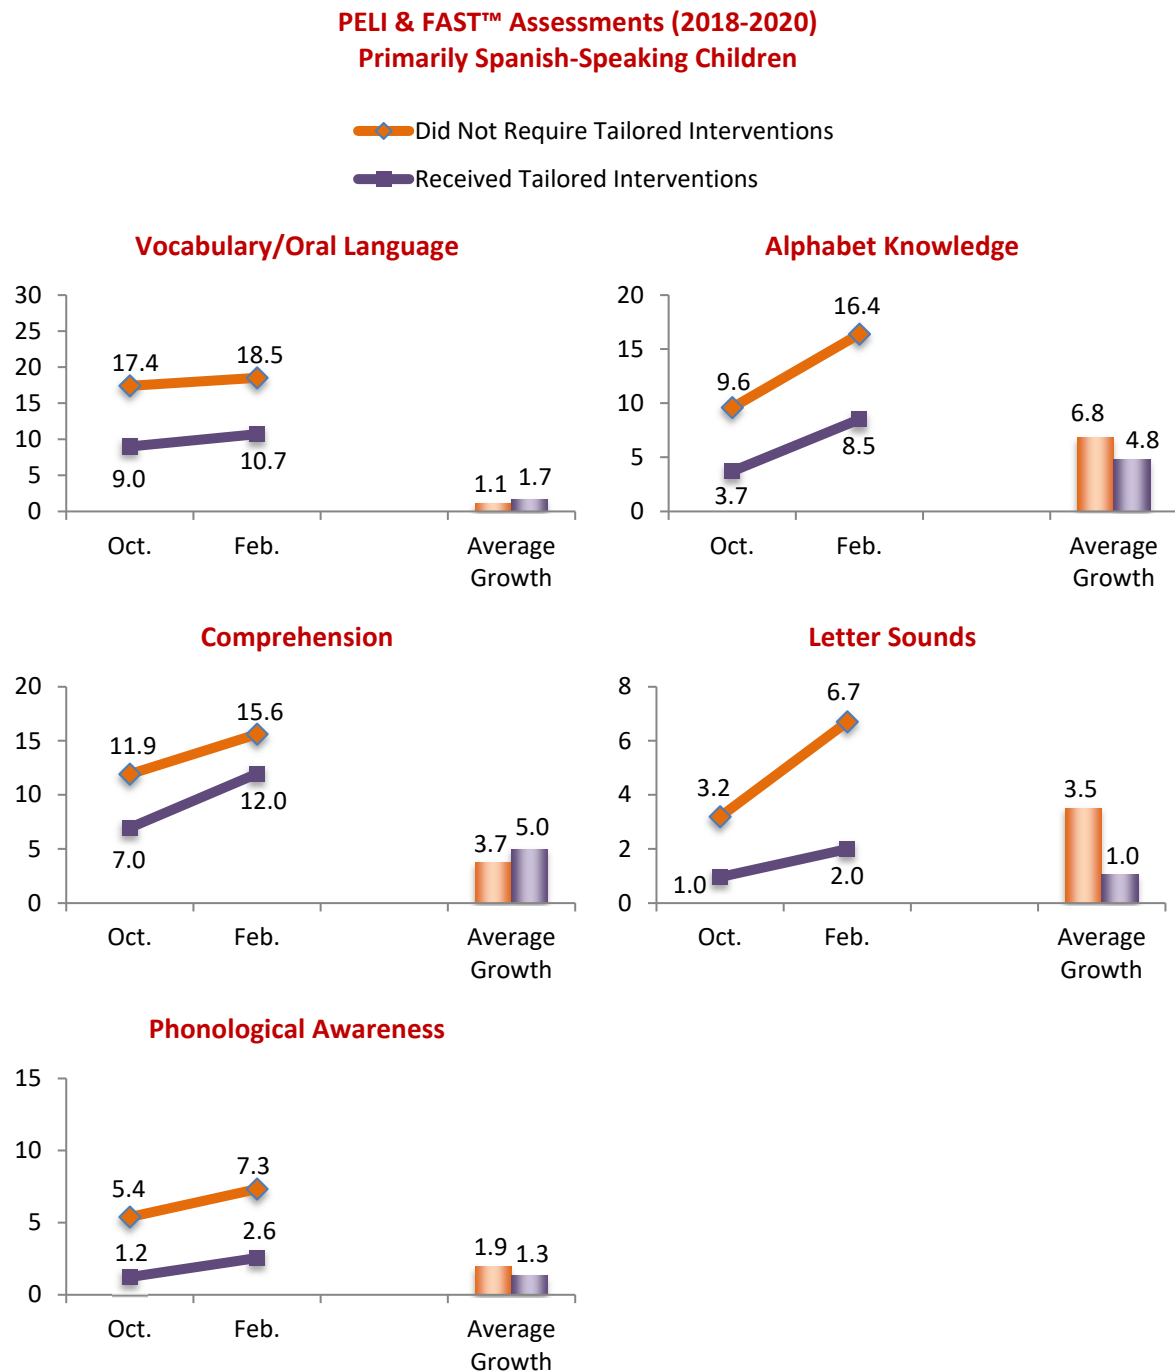 PELI & FAST™ Assessments (2018-2020)
Primarily Spanish-Speaking Children
Did Not Require Tailored Interventions
Received Tailored Interventions
Vocabulary/Oral Language
30
25
20
15
10
5
0
17.4
18.5
9.0
10.7
1.1
1.7
Oct.
Feb.
Average
Growth
Alphabet Knowledge
20
15
10
5
0
9.6
16.4
3.7
8.5
6.8
4.8
Oct.
Feb.
Average
Growth
Comprehension
20
15
10
5
0
11.9
15.6
7.0
12.0
3.7
5.0
Oct.
Feb.
Average
Growth
Letter Sounds
8
6
4
2
0
3.2
6.7
1.0
2.0
3.5
1.0
Oct.
Feb.
Average
Growth
Phonological Awareness
15
10
5
0
5.4
7.3
1.2
2.6
1.9
1.3
Oct.
Feb.
Average
Growth